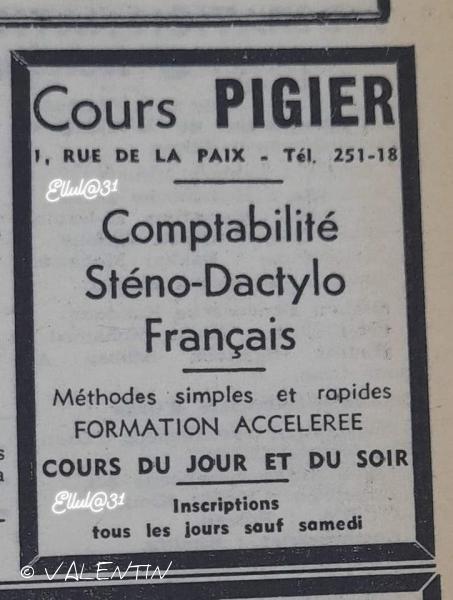 Cours PIGIER
1, RUE DE LA PAIX - Tél. 251-18
Ellul@31
Comptabilité
Sténo-Dactylo
Français
Méthodes simples et rapides
FORMATION ACCELEREE
COURS DU JOUR ET DU SOIR
Ellul@31
Inscriptions
tous les jours sauf samedi
© VALENTIN